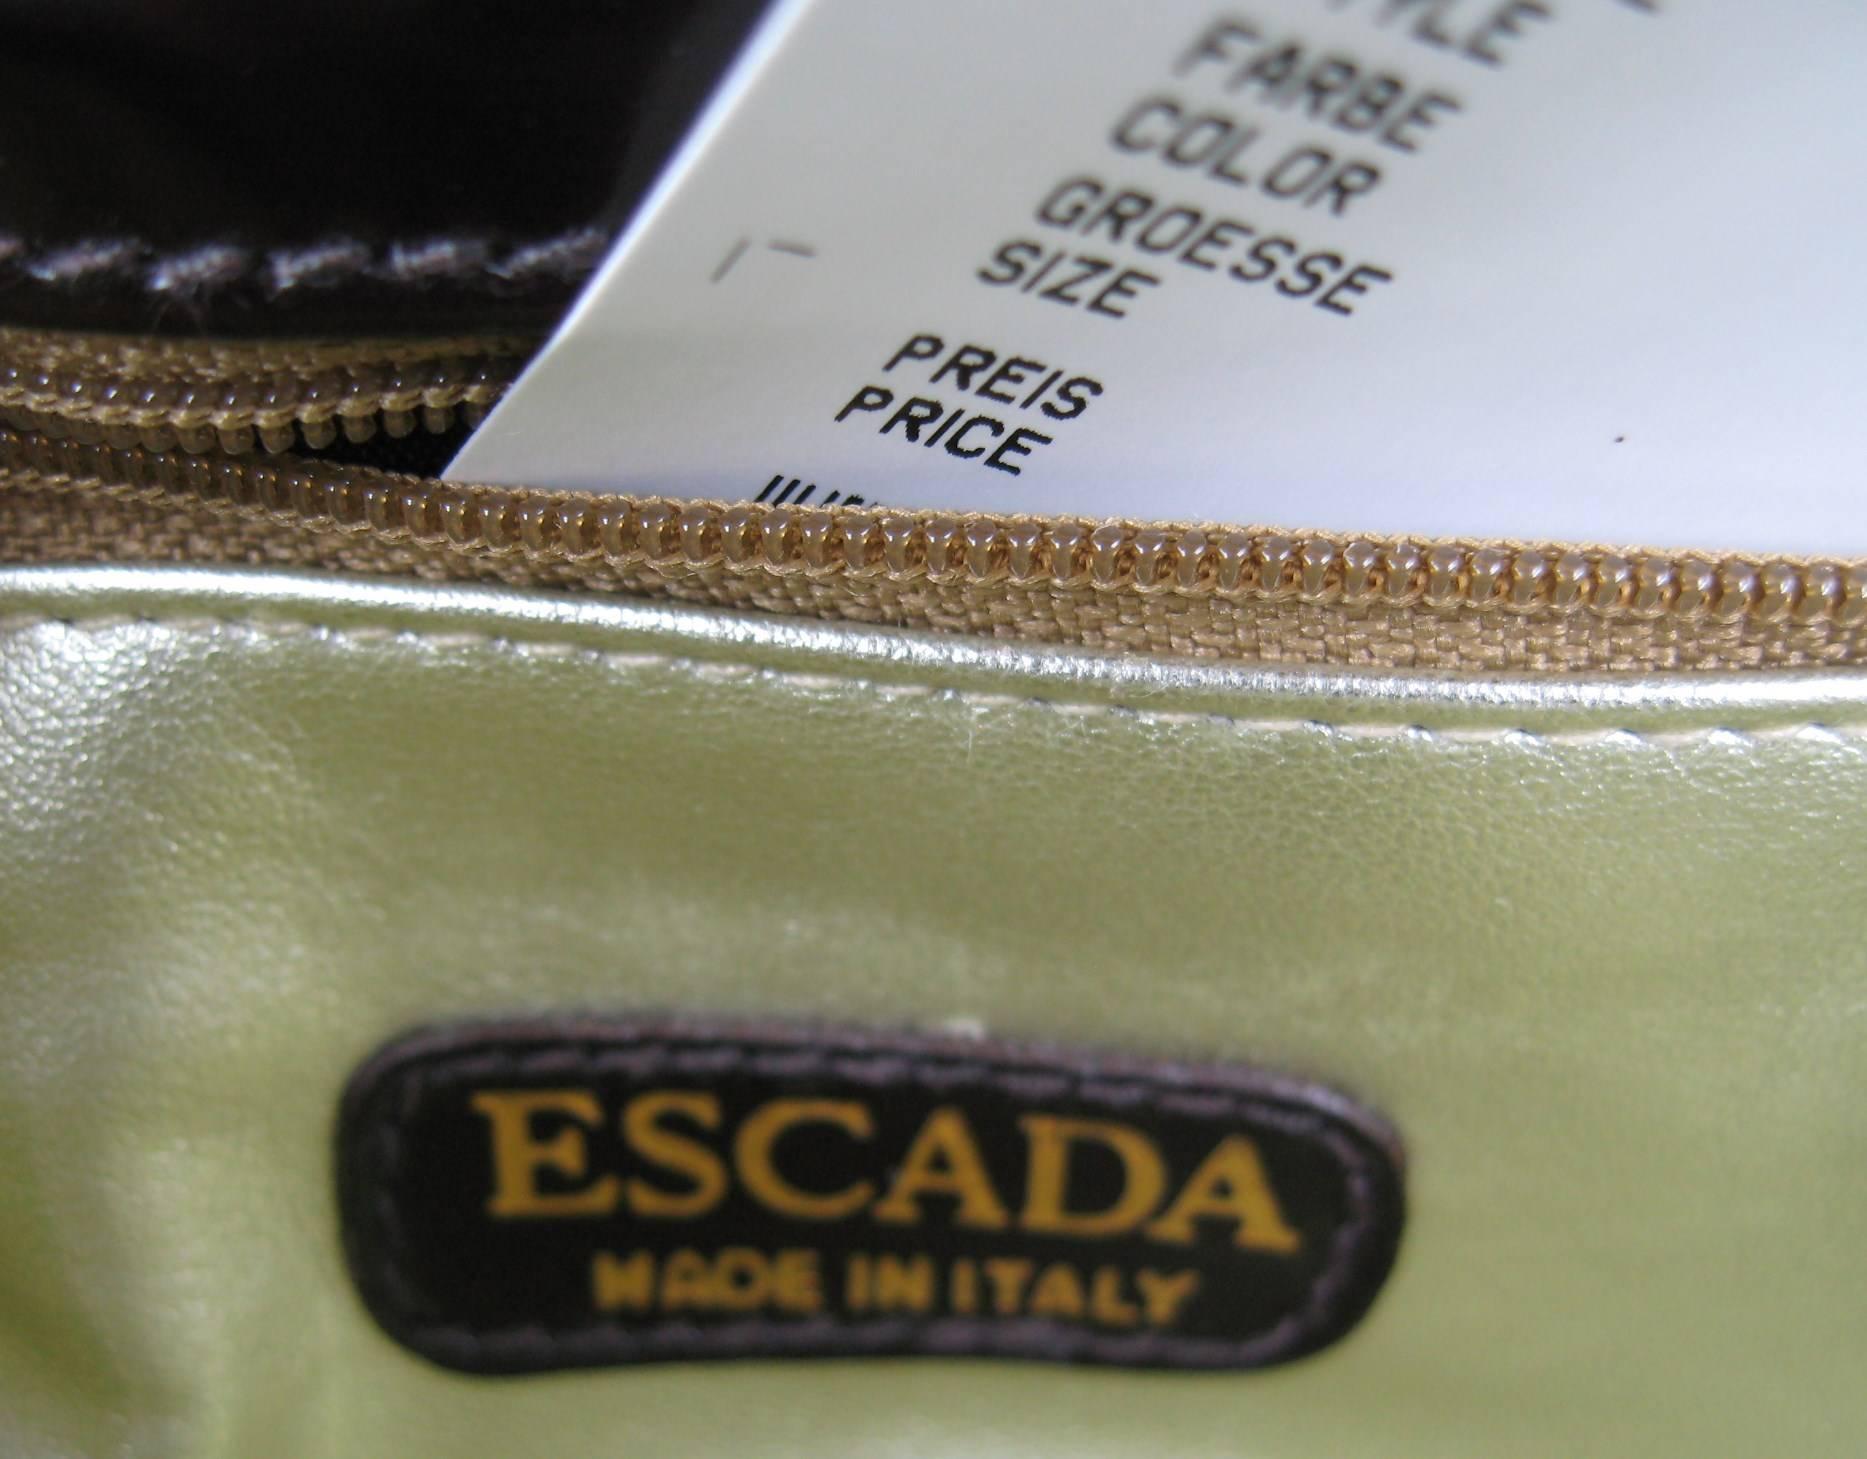 FARBE
COLOR
GROESSE
SIZE
PREIS
PRICE
ESCADA
MADE IN ITALY